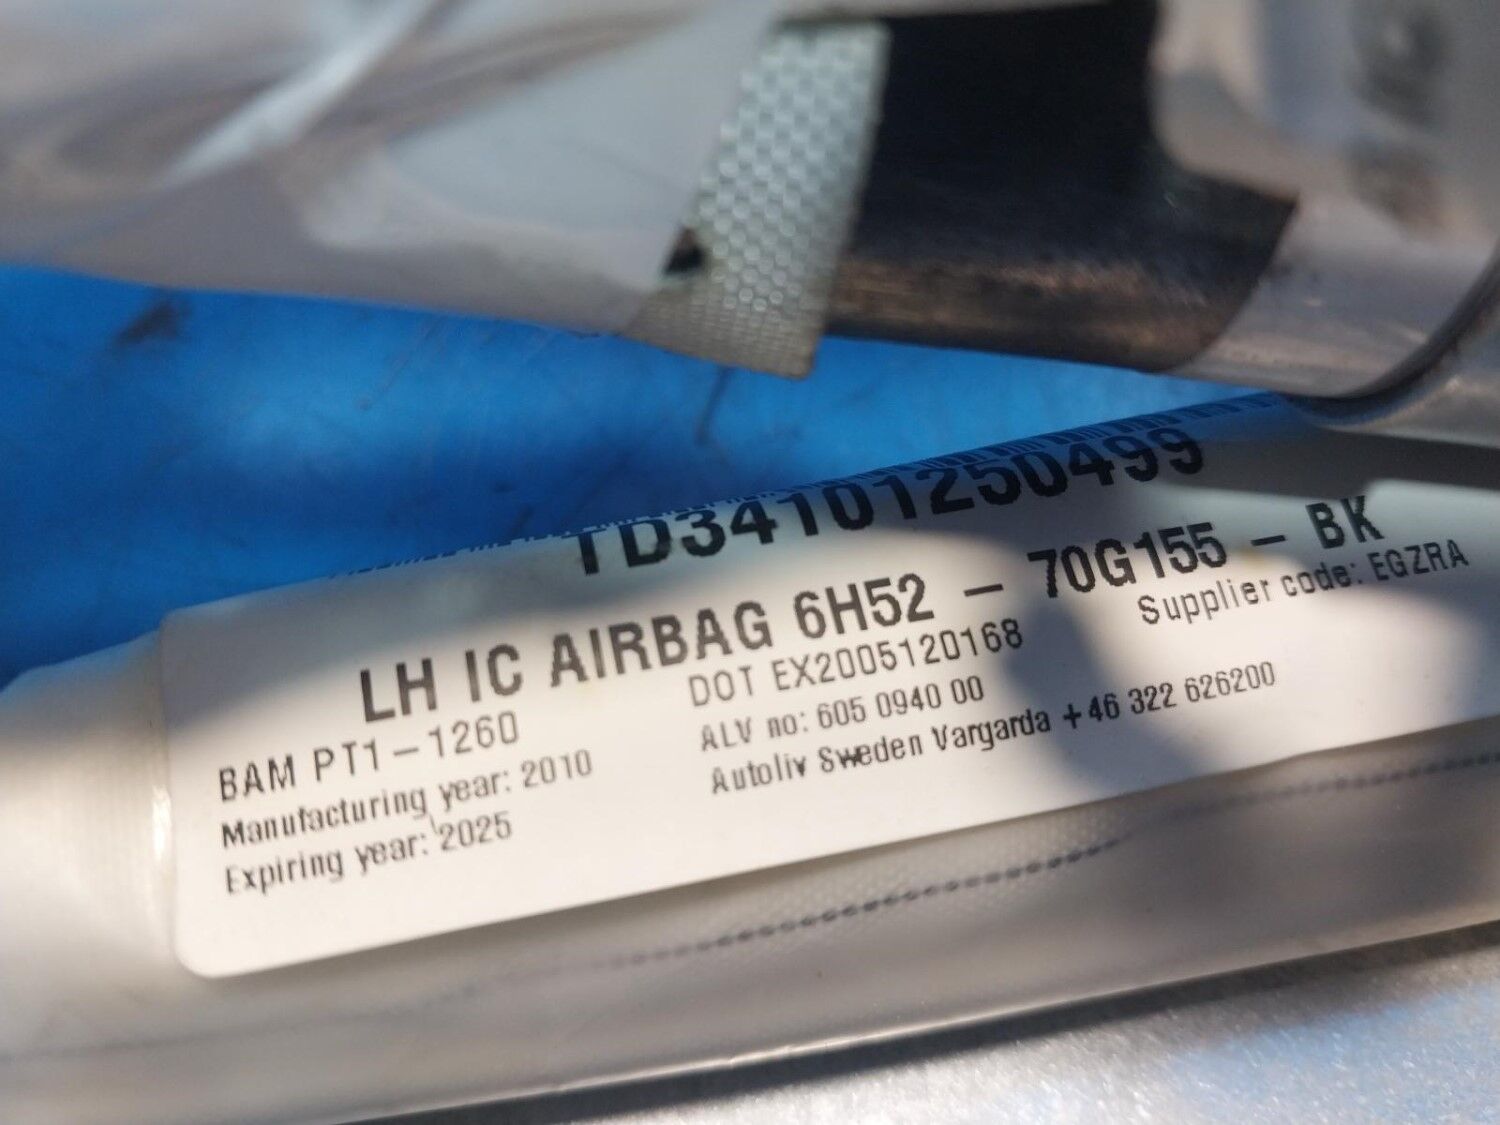 TD34101250499
LH IC AIRBAG 6H52 - 70G155 - BK
BAM PT1-1260
DOT EX2005120168
Supplier code: EGZRA
Manufacturing year: 2010
ALV no: 605 0940 00
Expiring year: 2025
Autoliv Sweden Vargarda +46 322 626200